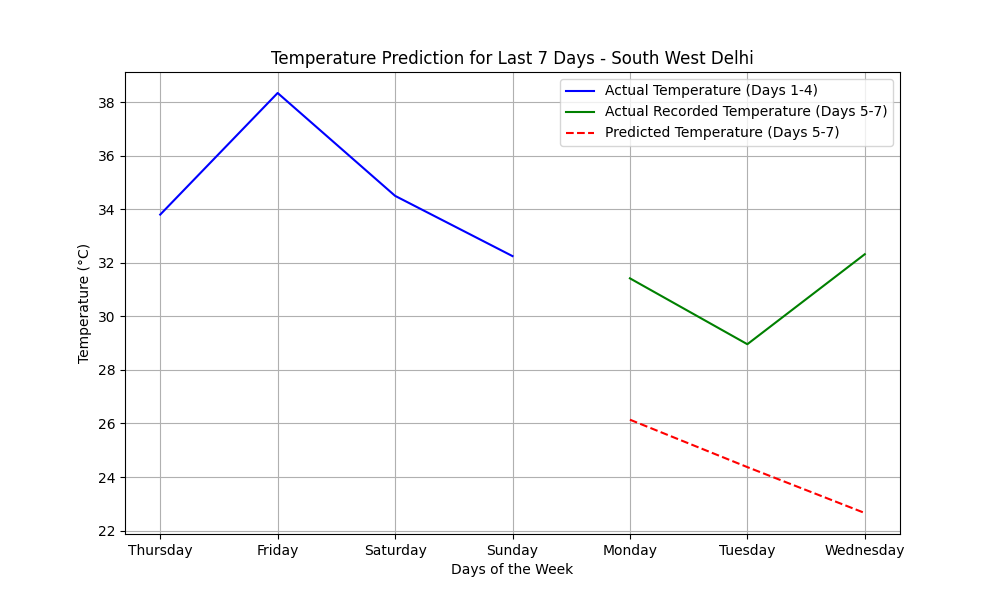 Temperature Prediction for Last 7 Days - South West Delhi
Actual Temperature (Days 1-4)
Actual Recorded Temperature (Days 5-7)
Predicted Temperature (Days 5-7)
Temperature (°C)
38
36
34
32
30
28
26
24
22
Thursday Friday Saturday Sunday Monday Tuesday Wednesday
Days of the Week